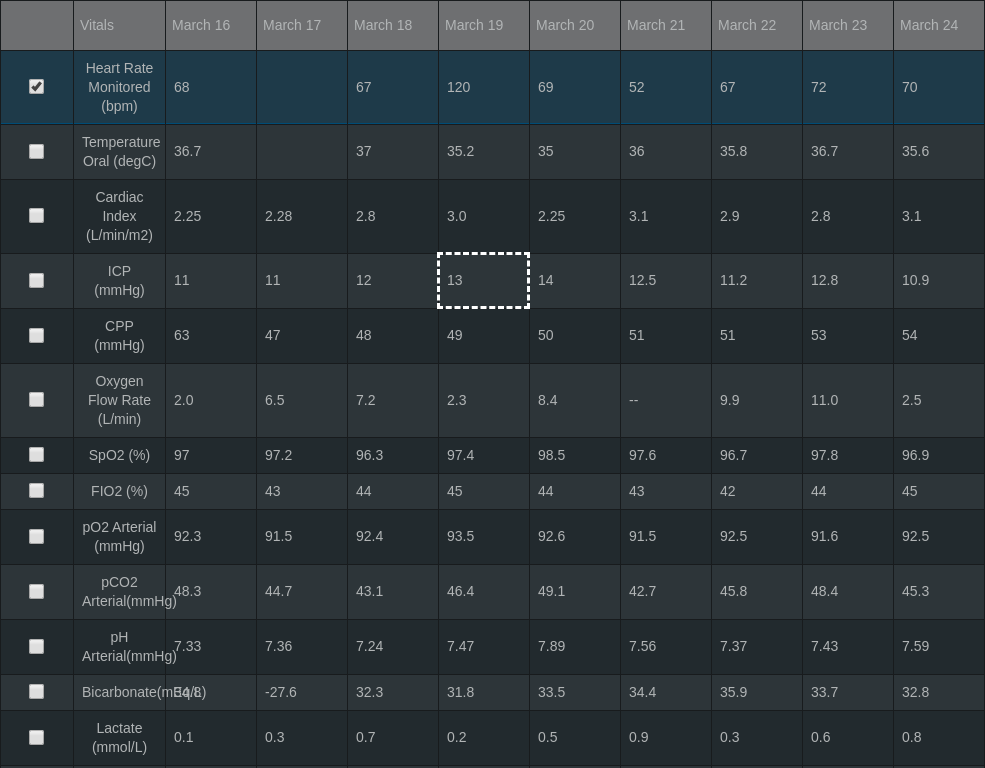 Vitals March 16 March 17 March 18 March 19 March 20 March 21 March 22 March 23 March 24
Heart Rate
Monitored
(bpm)
68 67 120 69 52 67 72 70
Temperature
Oral (degC)
36.7 37 35.2 35 36 35.8 36.7 35.6
Cardiac
Index
(L/min/m2)
2.25 2.28 2.8 3.0 2.25 3.1 2.9 2.8 3.1
ICP
(mmHg)
11 11 12 13 14 12.5 11.2 12.8 10.9
CPP
(mmHg)
63 47 48 49 50 51 51 53 54
Oxygen
Flow Rate
(L/min)
2.0 6.5 7.2 2.3 8.4 -- 9.9 11.0 2.5
SpO2 (%) 97 97.2 96.3 97.4 98.5 97.6 96.7 97.8 96.9
FIO2 (%) 45 43 44 45 44 43 42 44 45
pO2 Arterial
(mmHg)
92.3 91.5 92.4 93.5 92.6 91.5 92.5 91.6 92.5
pCO2
Arterial(mmHg)
48.3 44.7 43.1 46.4 49.1 42.7 45.8 48.4 45.3
pH
Arterial(mmHg)
7.33 7.36 7.24 7.47 7.89 7.56 7.37 7.43 7.59
Bicarbonate(mEq/L) -27.6 32.3 31.8 33.5 34.4 35.9 33.7 32.8
Lactate
(mmol/L)
0.1 0.3 0.7 0.2 0.5 0.9 0.3 0.6 0.8